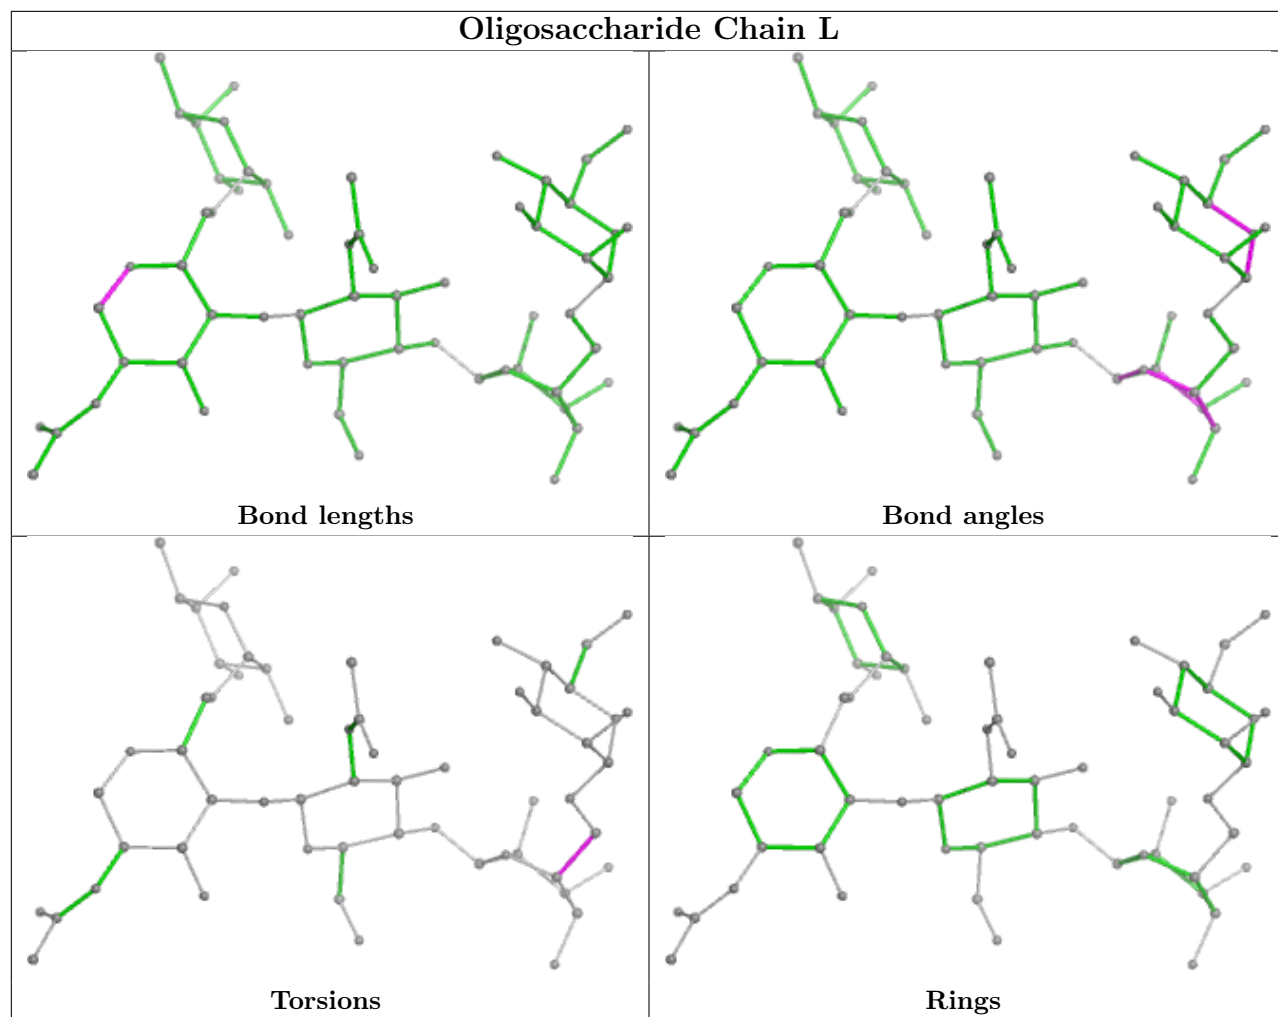 Oligosaccharide Chain L
Bond lengths
Bond angles
Torsions
Rings